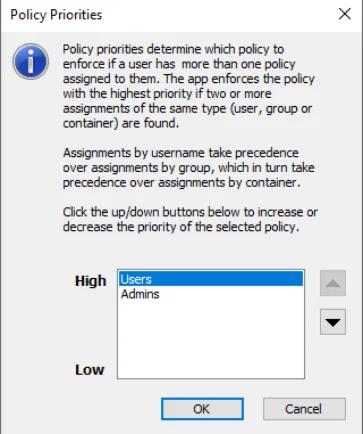 Policy Priorities
Policy priorities determine which policy to
enforce if a user has more than one policy
assigned to them. The app enforces the policy
with the highest priority if two or more
assignments of the same type (user, group or
container) are found.
Assignments by username take precedence
over assignments by group, which in turn take
precedence over assignments by container.
Click the up/down buttons below to increase or
decrease the priority of the selected policy.
High
Users
Admins
Low
OK
Cancel